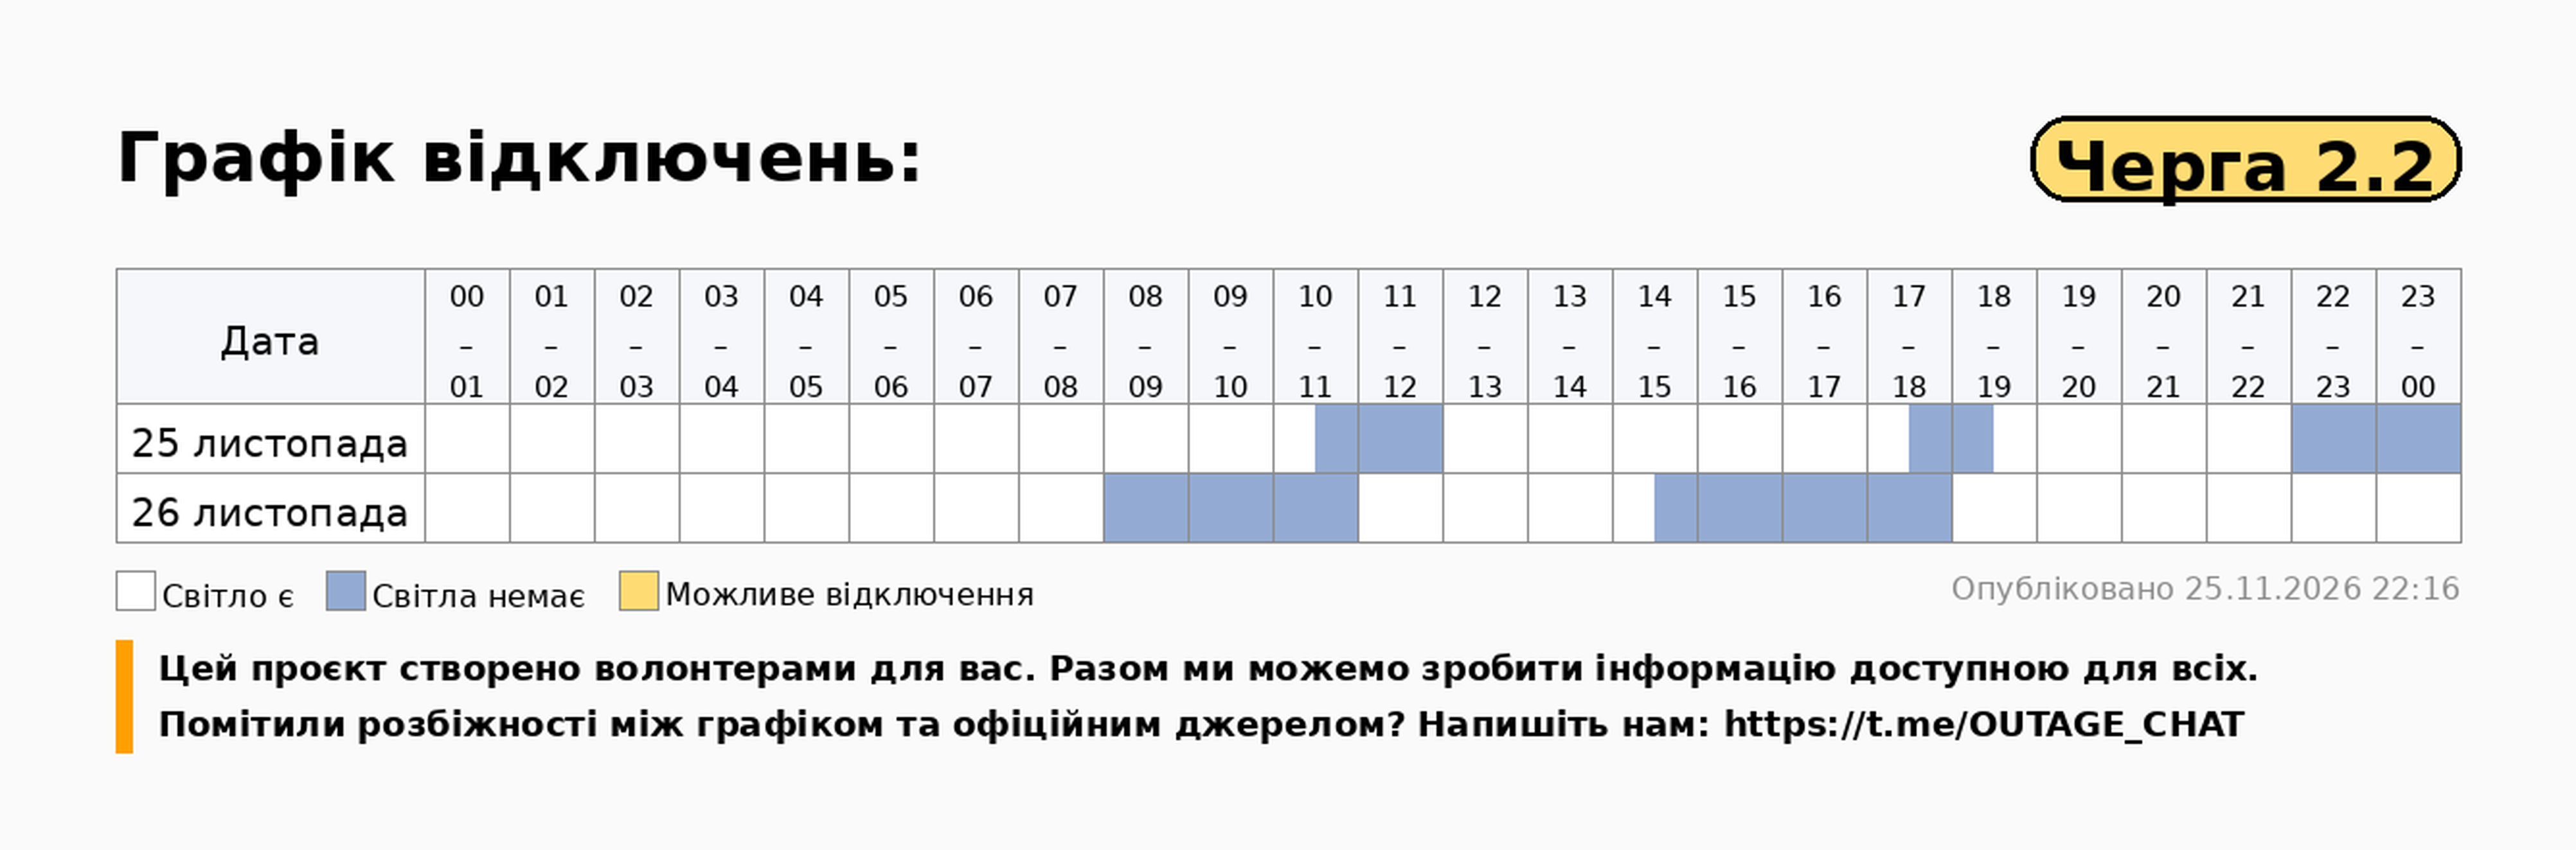 Графік відключень:
Черга 2.2
Дата
00 – 01
01 – 02
02 – 03
03 – 04
04 – 05
05 – 06
06 – 07
07 – 08
08 – 09
09 – 10
10 – 11
11 – 12
12 – 13
13 – 14
14 – 15
15 – 16
16 – 17
17 – 18
18 – 19
19 – 20
20 – 21
21 – 22
22 – 23
23 – 00
25 листопада
26 листопада
Світло є
Світла немає
Можливе відключення
Опубліковано 25.11.2026 22:16
Цей проєкт створено волонтерами для вас. Разом ми можемо зробити інформацію доступною для всіх.
Помітили розбіжності між графіком та офіційним джерелом? Напишіть нам: https://t.me/OUTAGE_CHAT